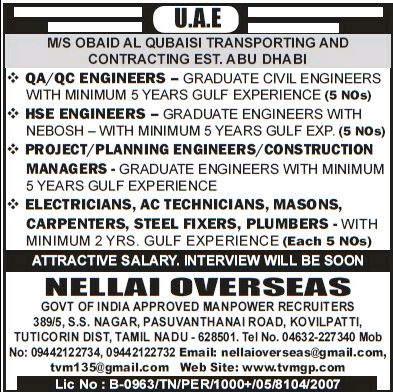 U.A.E
M/S OBAID AL QUBAISI TRANSPORTING AND
CONTRACTING EST. ABU DHABI
❖ QA/QC ENGINEERS – GRADUATE CIVIL ENGINEERS
WITH MINIMUM 5 YEARS GULF EXPERIENCE (5 NOs)
❖ HSE ENGINEERS – GRADUATE ENGINEERS WITH
NEBOSH – WITH MINIMUM 5 YEARS GULF EXP. (5 NOs)
❖ PROJECT/PLANNING ENGINEERS/CONSTRUCTION
MANAGERS - GRADUATE ENGINEERS WITH MINIMUM
5 YEARS GULF EXPERIENCE
❖ ELECTRICIANS, AC TECHNICIANS, MASONS,
CARPENTERS, STEEL FIXERS, PLUMBERS - WITH
MINIMUM 2 YRS. GULF EXPERIENCE (Each 5 NOs)
ATTRACTIVE SALARY. INTERVIEW WILL BE SOON
NELLAI OVERSEAS
GOVT OF INDIA APPROVED MANPOWER RECRUITERS
389/5, S.S. NAGAR, PASUVANTHANAI ROAD, KOVILPATTI,
TUTICORIN DIST, TAMIL NADU - 628501. Tel No. 04632-227340 Mob
No: 09442122734, 09442122732 Email: nellaioverseas@gmail.com,
tvm135@gmail.com Web Site: www.tvmgp.com
Lic No : B-0963/TN/PER/1000+/05/8104/2007